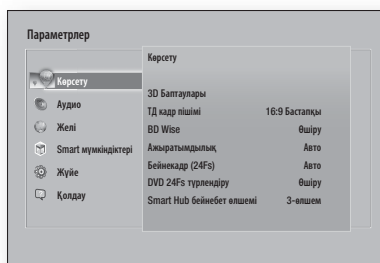 Параметрлер
Көрсету
Аудио
Желі
Smart мүмкіндіктері
Жүйе
Қолдау
Көрсету
3D Баптаулары
ТД кадр пішімі 16:9 Бастапқы
BD Wise Өшіру
Ажыратымдылық Авто
Бейнекадр (24Fs) Авто
DVD 24Fs түрлендіру Өшіру
Smart Hub бейнебет өлшемі 3-өлшем